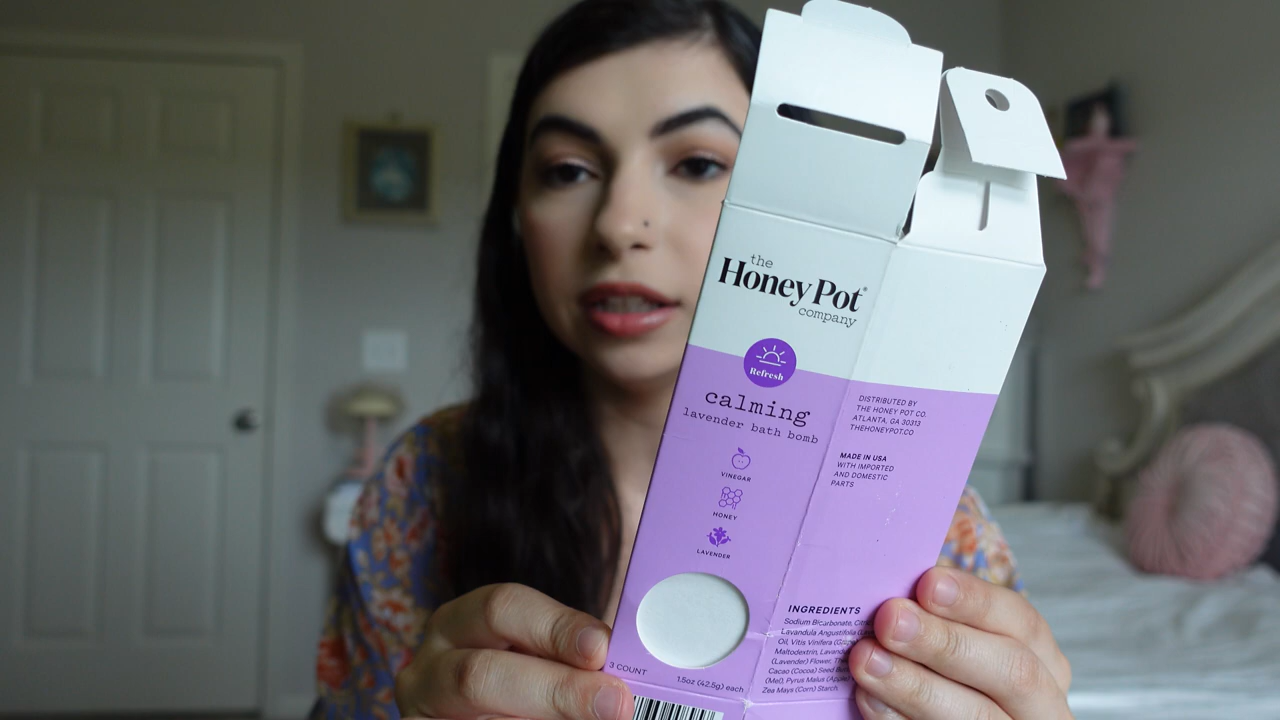 the
Honey Pot®
company
Refresh
calming
lavender bath bomb
VINEGAR
HONEY
LAVENDER
3 COUNT
1.5oz (42.5g) each
DISTRIBUTED BY
THE HONEY POT CO.
ATLANTA, GA 30313
THEHONEYPOT.CO
MADE IN USA
WITH IMPORTED
AND DOMESTIC
PARTS
INGREDIENTS
Sodium Bicarbonate,
Lavandula Angustifolia
Oil, Vitis Vinifera
Maltodextrin,
(Lavender) Flower,
Cacao (Cocoa) Seed
(Mel), Pyrus Malus (Apple)
Zea Mays (Corn) Starch.